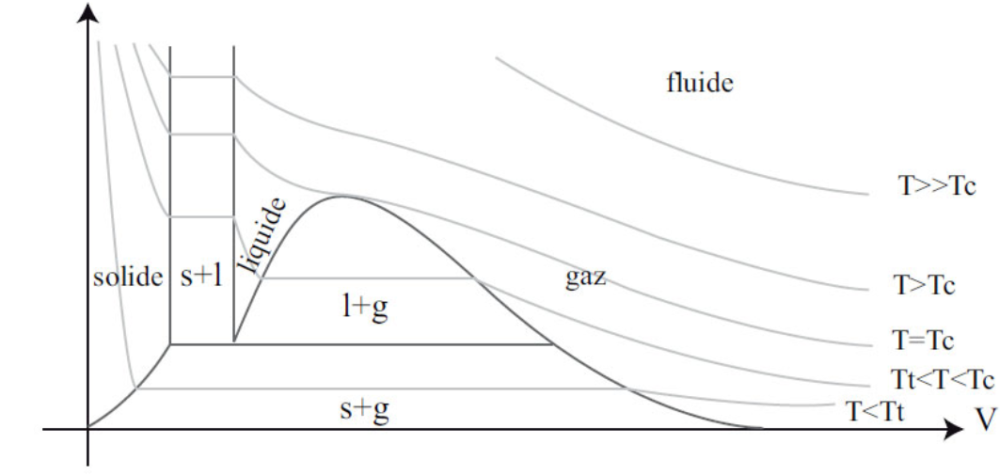 fluide
T>>Tc
liquide
solide
s+l
gaz
T>Tc
l+g
T=Tc
Tt<T<Tc
s+g
T<Tt
V